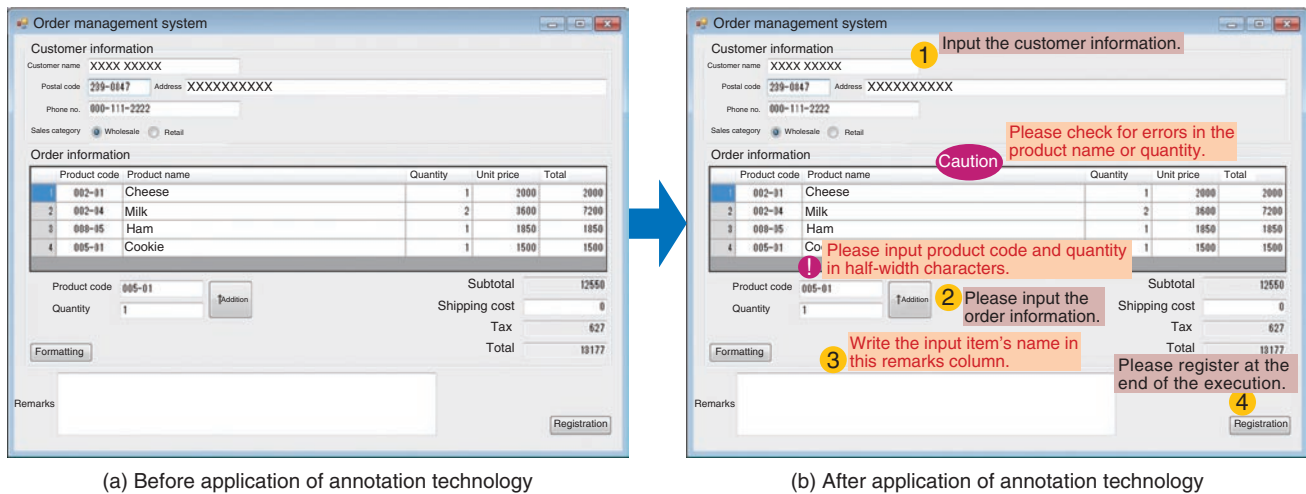 Order management system
Customer information
Customer name XXXX XXXXX
Postal code 239-0847 Address XXXXXXXXXX
Phone no. 000-111-2222
Sales category Wholesale Retail
Order information
Product code Product name Quantity Unit price Total
1 002-01 Cheese 1 2000 2000
2 002-04 Milk 2 3600 7200
3 008-05 Ham 1 1850 1850
4 005-01 Cookie 1 1500 1500
Product code 005-01 ↑Addition Subtotal 12550
Quantity 1 Shipping cost 0
Tax 627
Formatting Total 13177
Remarks
Registration
(a) Before application of annotation technology
Order management system
1 Input the customer information.
Customer information
Customer name XXXX XXXXX
Postal code 239-0847 Address XXXXXXXXXX
Phone no. 000-111-2222
Sales category Wholesale Retail
Please check for errors in the
product name or quantity.
Order information Caution
Product code Product name Quantity Unit price Total
1 002-01 Cheese 1 2000 2000
2 002-04 Milk 2 3600 7200
3 008-05 Ham 1 1850 1850
4 005-01 Co 1 1500 1500
Please input product code and quantity
! in half-width characters.
Product code 005-01 ↑Addition Subtotal 12550
Quantity 1 Shipping cost 0
2 Please input the
order information.
Tax 627
Formatting Total 13177
3 Write the input item's name in
this remarks column.
Please register at the
end of the execution.
4
Remarks
Registration
(b) After application of annotation technology